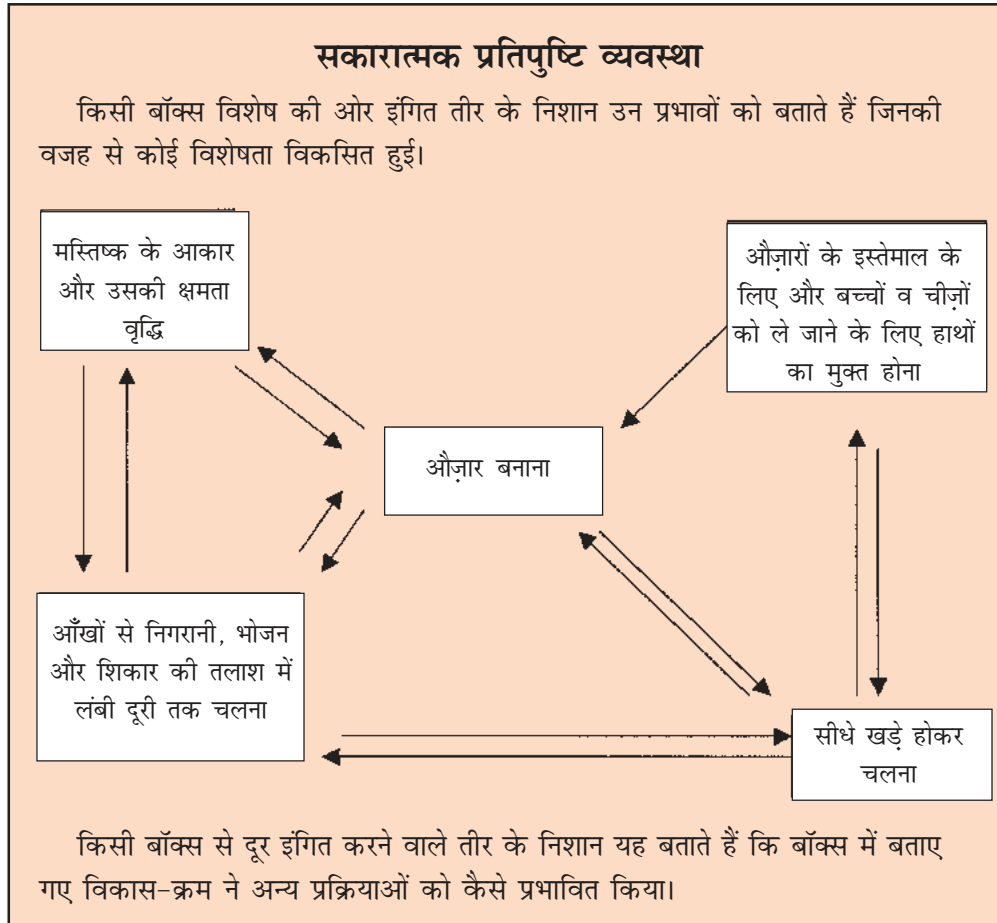 सकारात्मक प्रतिपुष्टि व्यवस्था
किसी बॉक्स विशेष की ओर इंगित तीर के निशान उन प्रभावों को बताते हैं जिनकी
वजह से कोई विशेषता विकसित हुई।
मस्तिष्क के आकार
और उसकी क्षमता
वृद्धि
औज़ारों के इस्तेमाल के
लिए और बच्चों व चीज़ों
को ले जाने के लिए हाथों
का मुक्त होना
औज़ार बनाना
आँखों से निगरानी, भोजन
और शिकार की तलाश में
लंबी दूरी तक चलना
सीधे खड़े होकर
चलना
किसी बॉक्स से दूर इंगित करने वाले तीर के निशान यह बताते हैं कि बॉक्स में बताए
गए विकास-क्रम ने अन्य प्रक्रियाओं को कैसे प्रभावित किया।